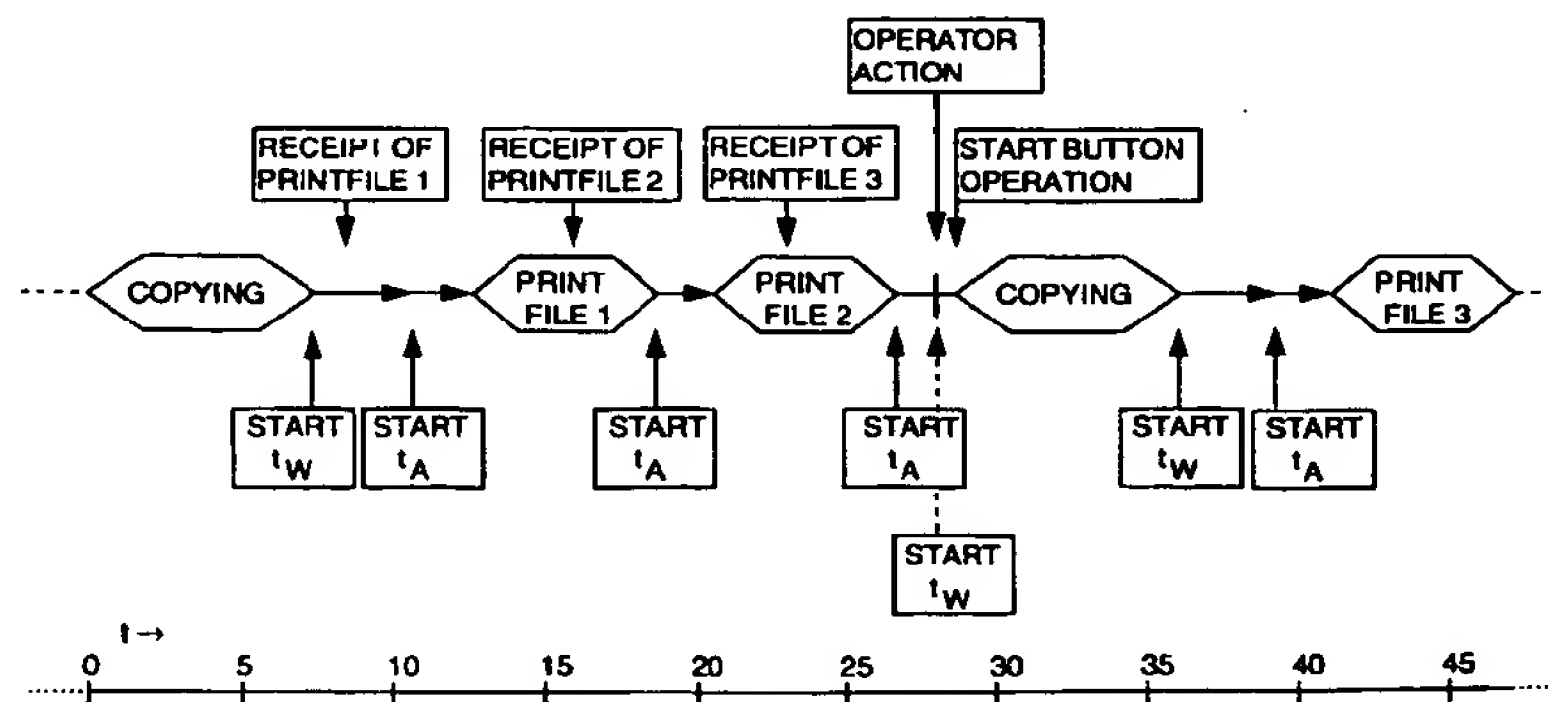 OPERATOR
ACTION
RECEIPT OF
PRINTFILE 1
RECEIPT OF
PRINTFILE 2
RECEIPT OF
PRINTFILE 3
START BUTTON
OPERATION
COPYING
PRINT
FILE 1
PRINT
FILE 2
COPYING
PRINT
FILE 3
START
tW
START
tA
START
tA
START
tA
START
tW
START
tA
START
tW
t→
0 5 10 15 20 25 30 35 40 45